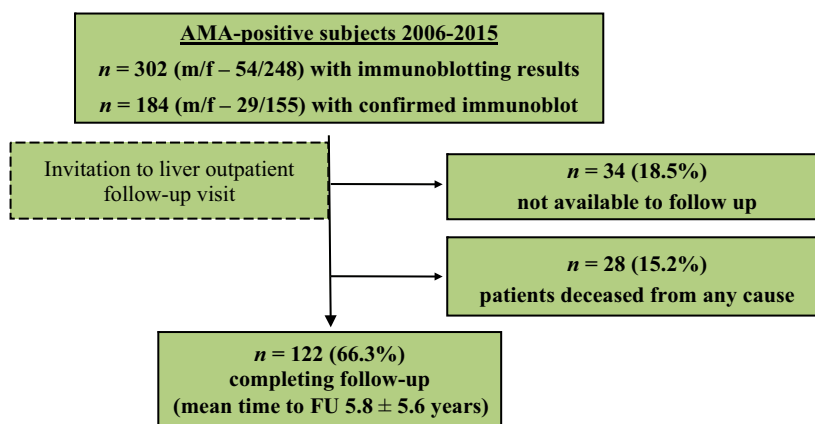 AMA-positive subjects 2006-2015
n = 302 (m/f – 54/248) with immunoblotting results
n = 184 (m/f – 29/155) with confirmed immunoblot
Invitation to liver outpatient
follow-up visit
n = 34 (18.5%)
not available to follow up
n = 28 (15.2%)
patients deceased from any cause
n = 122 (66.3%)
completing follow-up
(mean time to FU 5.8 ± 5.6 years)